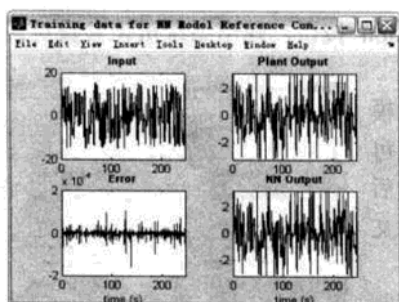 Training data for NN Model Reference Con...
File Edit View Insert Tools Desktop Window Help
Input
20
0
-20
0 100 200
Plant Output
2
0
-2
0 100 200
Error
× 10⁻⁴
2
0
-2
0 100 200
time (s)
NN Output
2
0
-2
0 100 200
time (s)